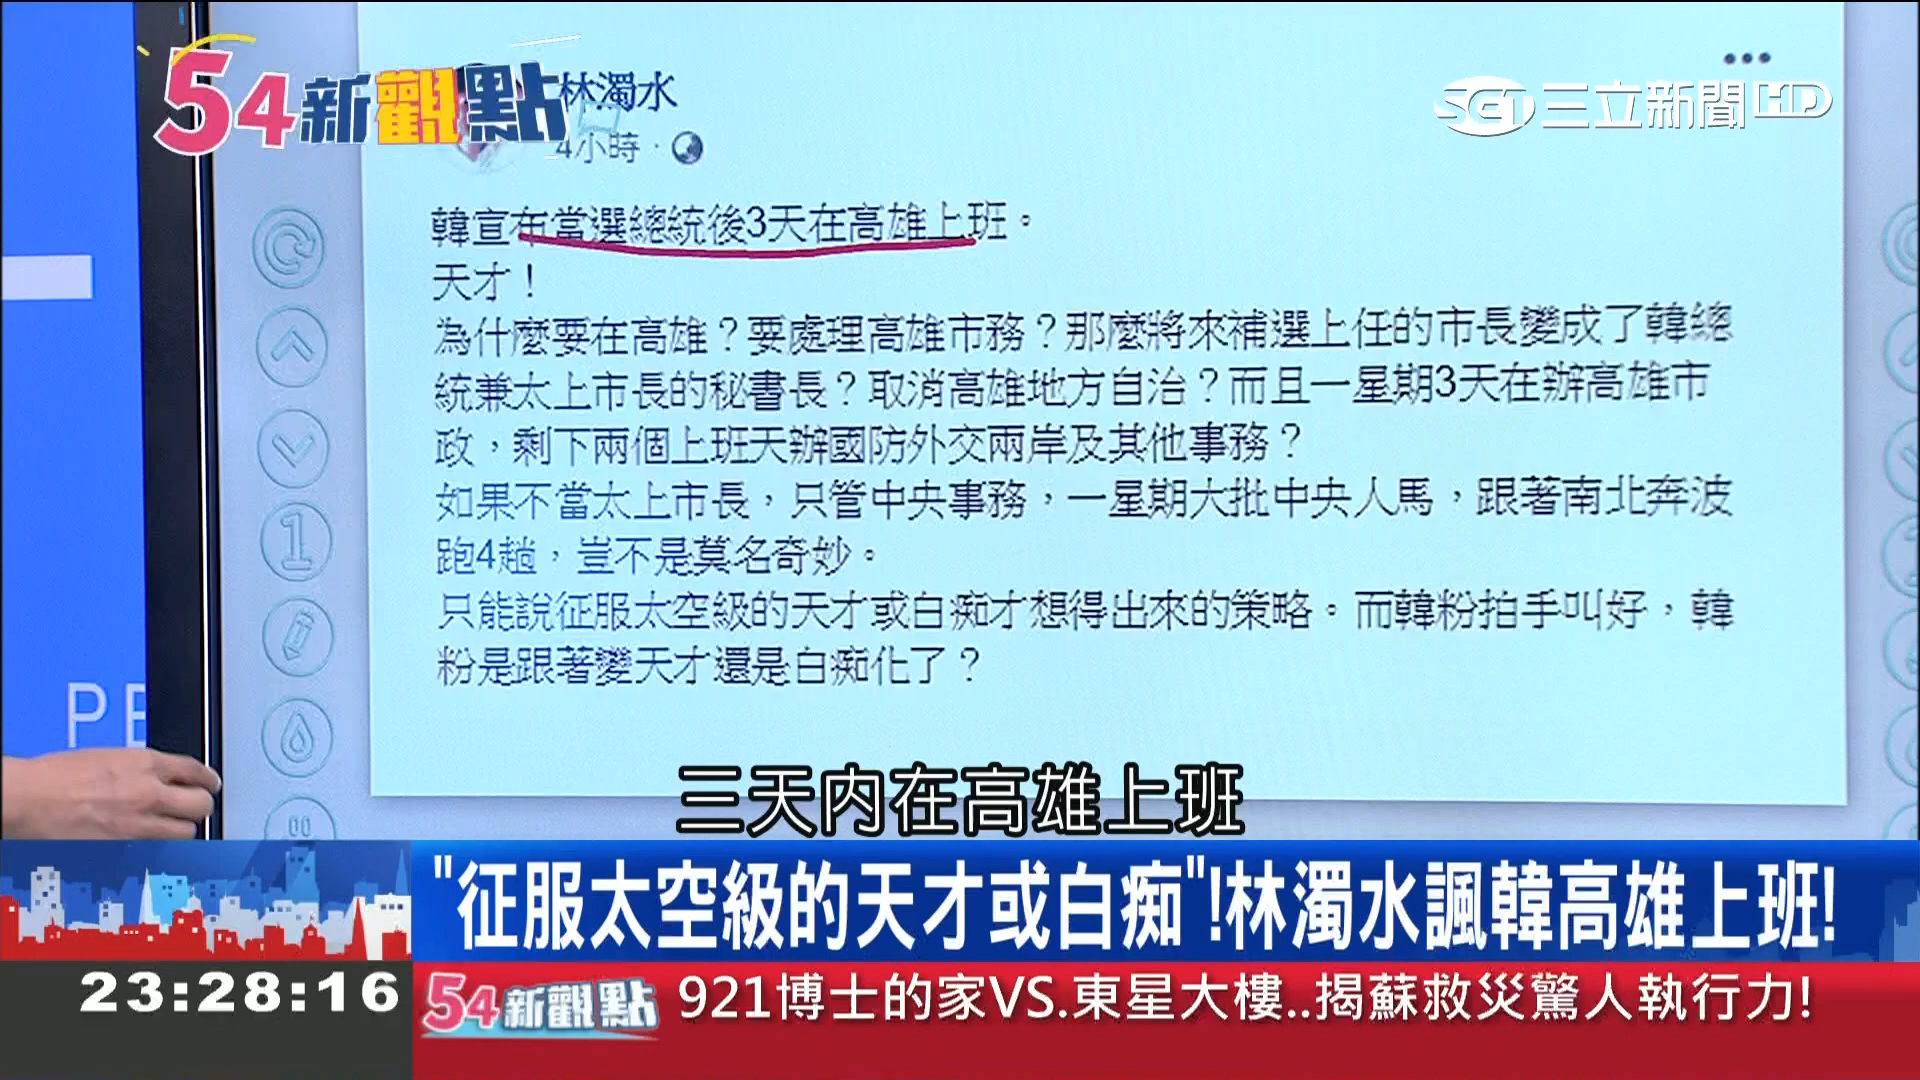 54新觀點
林濁水
4小時
SET三立新聞HD
韓宣布當選總統後3天在高雄上班。
天才！
為什麼要在高雄？要處理高雄市務？那麼將來補選上任的市長變成了韓總
統兼太上市長的秘書長？取消高雄地方自治？而且一星期3天在辦高雄市
政，剩下兩個上班天辦國防外交兩岸及其他事務？
如果不當太上市長，只管中央事務，一星期大批中央人馬，跟著南北奔波
跑4趟，豈不是莫名奇妙。
只能說征服太空級的天才或白痴才想得出來的策略。而韓粉拍手叫好，韓
粉是跟著變天才還是白痴化了？
1
PE
三天內在高雄上班
"征服太空級的天才或白痴"!林濁水諷韓高雄上班!
23:28:16
54新觀點
921博士的家VS.東星大樓..揭蘇救災驚人執行力!